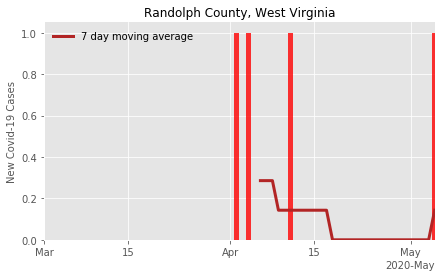 Randolph County, West Virginia
7 day moving average
New Covid-19 Cases
1.0
0.8
0.6
0.4
0.2
0.0
Mar 15 Apr 15 May
2020-May